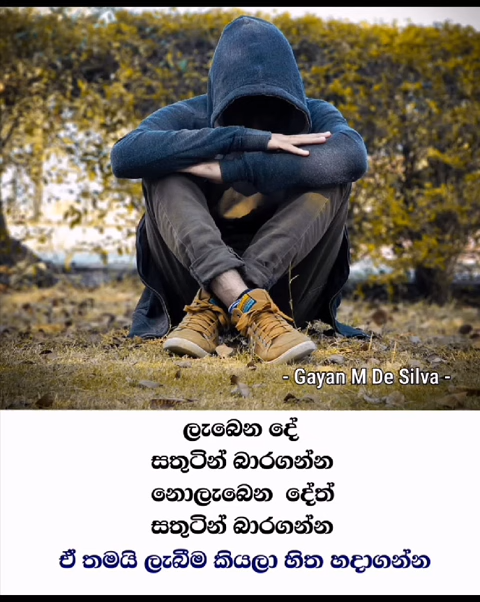 - Gayan M De Silva -
ලැබෙන දේ
සතුටින් බාරගන්න
නොලැබෙන දේත්
සතුටින් බාරගන්න
ඒ තමයි ලැබීම කියලා හිත හදාගන්න